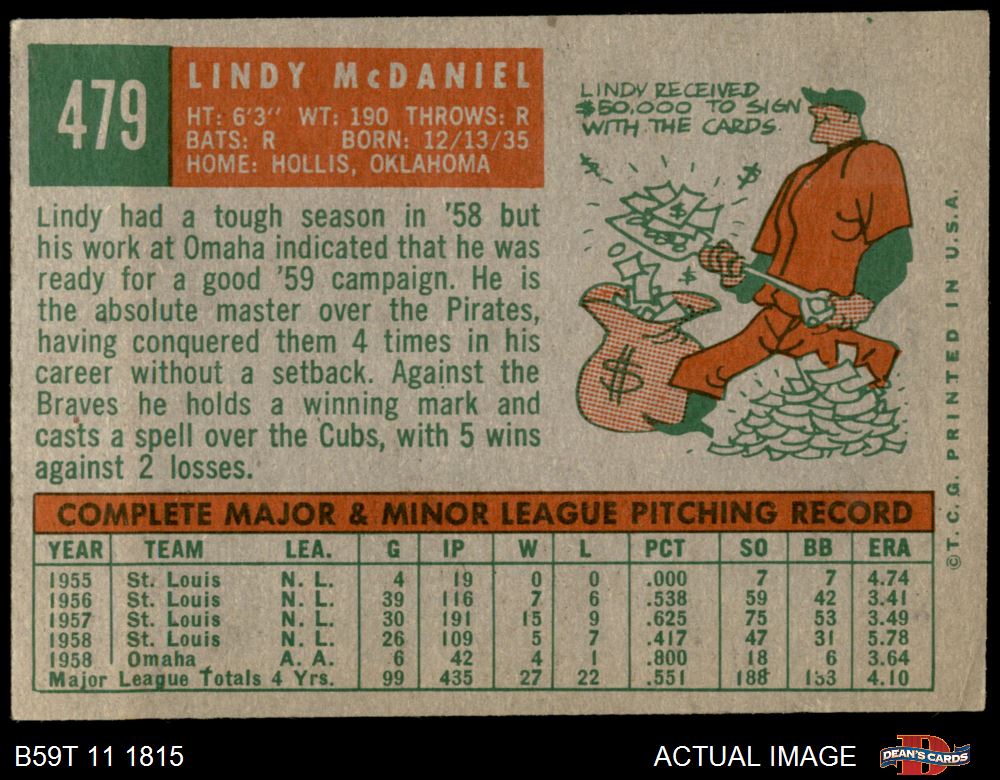 479
LINDY McDANIEL
HT: 6'3" WT: 190 THROWS: R
BATS: R BORN: 12/13/35
HOME: HOLLIS, OKLAHOMA
LINDY RECEIVED
$50,000 TO SIGN
WITH THE CARDS.
Lindy had a tough season in '58 but
his work at Omaha indicated that he was
ready for a good '59 campaign. He is
the absolute master over the Pirates,
having conquered them 4 times in his
career without a setback. Against the
Braves he holds a winning mark and
casts a spell over the Cubs, with 5 wins
against 2 losses.
COMPLETE MAJOR & MINOR LEAGUE PITCHING RECORD
YEAR TEAM LEA. G IP W L PCT SO BB ERA
1955 St. Louis N. L. 4 19 0 0 .000 7 7 4.74
1956 St. Louis N. L. 39 116 7 6 .538 59 42 3.41
1957 St. Louis N. L. 30 191 15 9 .625 75 53 3.49
1958 St. Louis N. L. 26 109 5 7 .417 47 31 5.78
1958 Omaha A. A. 6 42 4 1 .800 18 6 3.64
Major League Totals 4 Yrs. 99 435 27 22 .551 188 133 4.10
© T. C. G. PRINTED IN U.S.A.
B59T 11 1815
ACTUAL IMAGE
DEAN'S CARDS